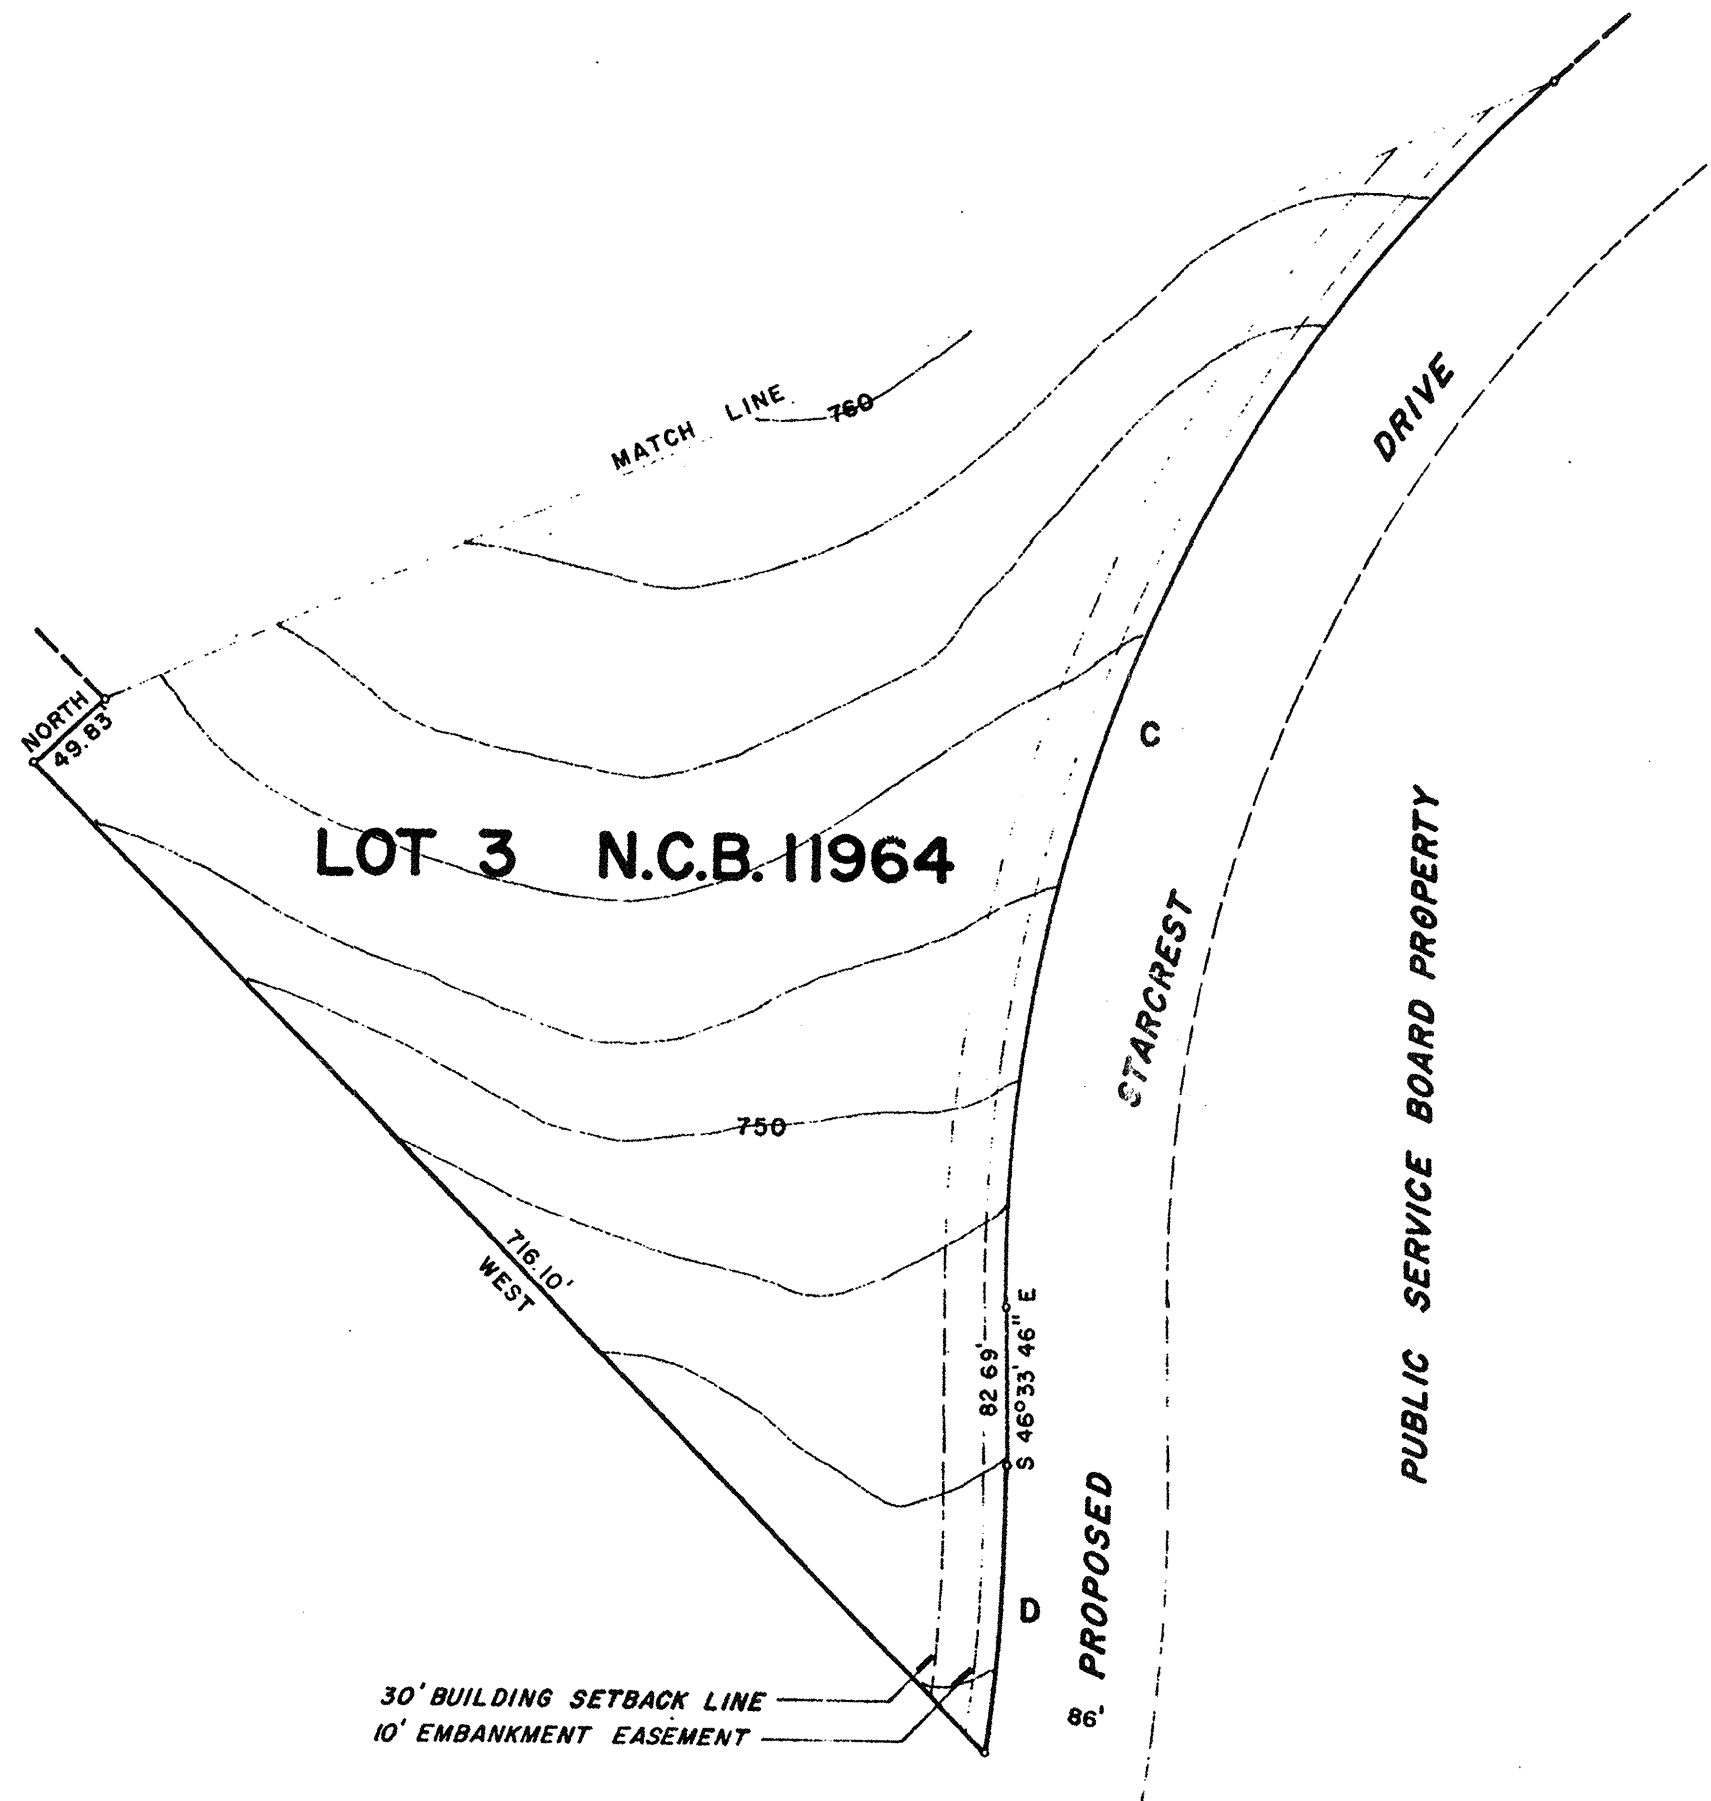 MATCH LINE
760
DRIVE
NORTH
49.83'
C
LOT 3 N.C.B. 11964
STARCREST
PUBLIC SERVICE BOARD PROPERTY
750
716.10'
WEST
82.69'
S 46°33'46" E
PROPOSED
D
86'
30' BUILDING SETBACK LINE
10' EMBANKMENT EASEMENT